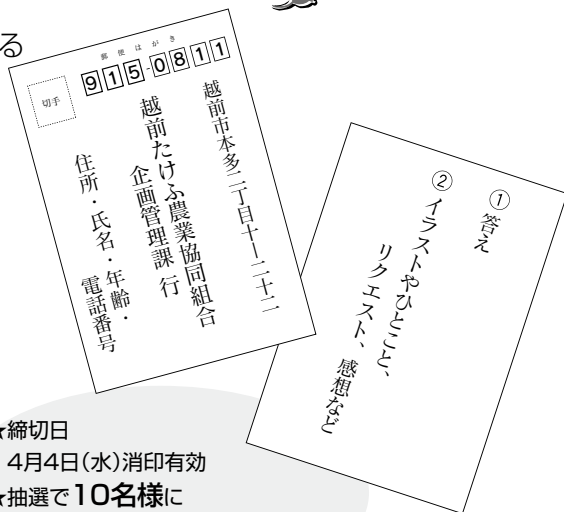 る
郵便はがき
915-0811
切手
越前市本多二丁目十ー二十二
越前たけふ農業協同組合
企画管理課 行
住所・氏名・年齢・
電話番号
① 答え
② イラストやひとこと、
リクエスト、感想など
★締切日
4月4日(水)消印有効
★抽選で10名様に